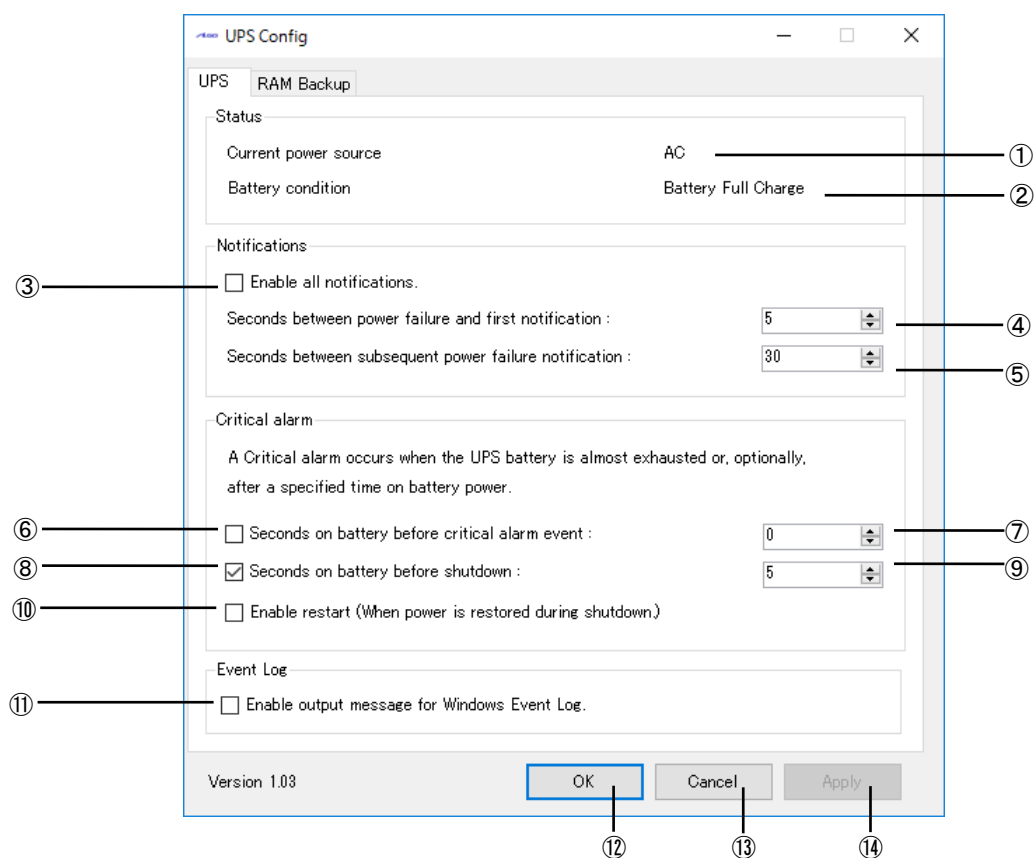 UPS Config
UPS RAM Backup
Status
Current power source AC ①
Battery condition Battery Full Charge ②
Notifications
③ Enable all notifications.
Seconds between power failure and first notification : 5 ④
Seconds between subsequent power failure notification : 30 ⑤
Critical alarm
A Critical alarm occurs when the UPS battery is almost exhausted or, optionally,
after a specified time on battery power.
⑥ Seconds on battery before critical alarm event : 0 ⑦
⑧ Seconds on battery before shutdown : 5 ⑨
⑩ Enable restart (When power is restored during shutdown.)
Event Log
⑪ Enable output message for Windows Event Log.
Version 1.03 OK Cancel Apply
⑫ ⑬ ⑭